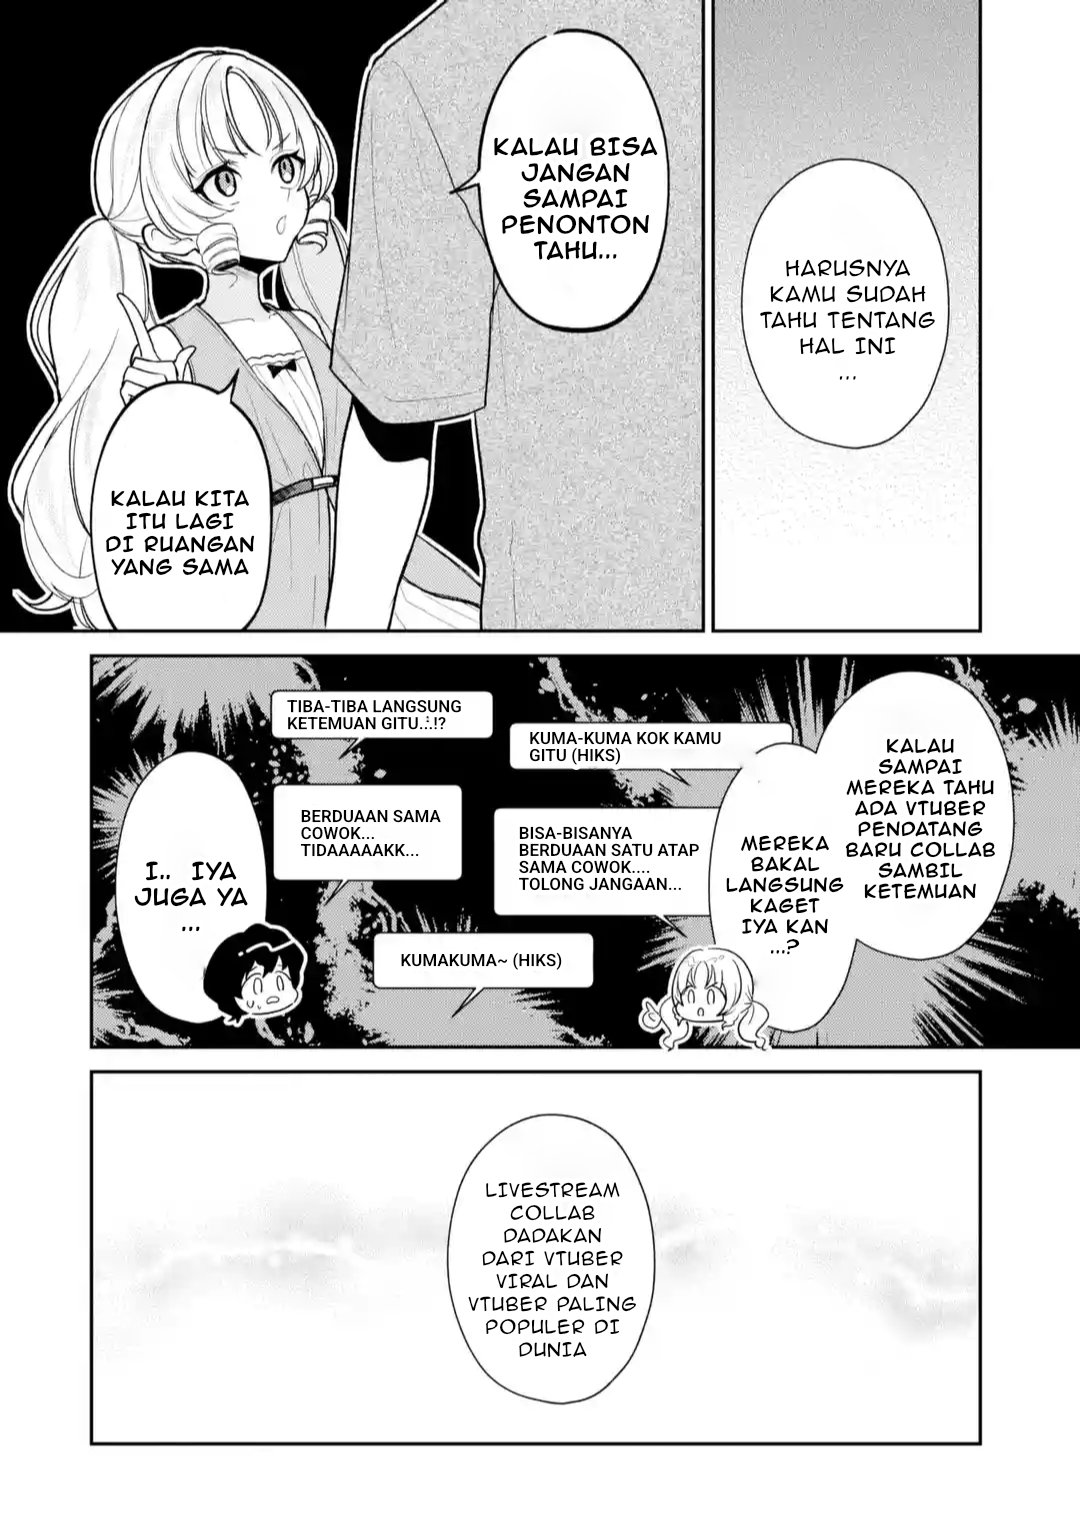 HARUSNYA
KAMU SUDAH
TAHU TENTANG
HAL INI
...
KALAU BISA
JANGAN
SAMPAI
PENONTON
TAHU...
KALAU KITA
ITU LAGI
DI RUANGAN
YANG SAMA
KALAU
SAMPAI
MEREKA TAHU
ADA VTUBER
PENDATANG
BARU COLLAB
SAMBIL
KETEMUAN
MEREKA
BAKAL
LANGSUNG
KAGET
IYA KAN
...?
KUMA-KUMA KOK KAMU
GITU (HIKS)
BISA-BISANYA
BERDUAAN SATU ATAP
SAMA COWOK....
TOLONG JANGAAN...
TIBA-TIBA LANGSUNG
KETEMUAN GITU...!?
BERDUAAN SAMA
COWOK...
TIDAAAAAKK...
KUMAKUMA~ (HIKS)
I.. IYA
JUGA YA
...
LIVESTREAM
COLLAB
DADAKAN
DARI VTUBER
VIRAL DAN
VTUBER PALING
POPULER DI
DUNIA